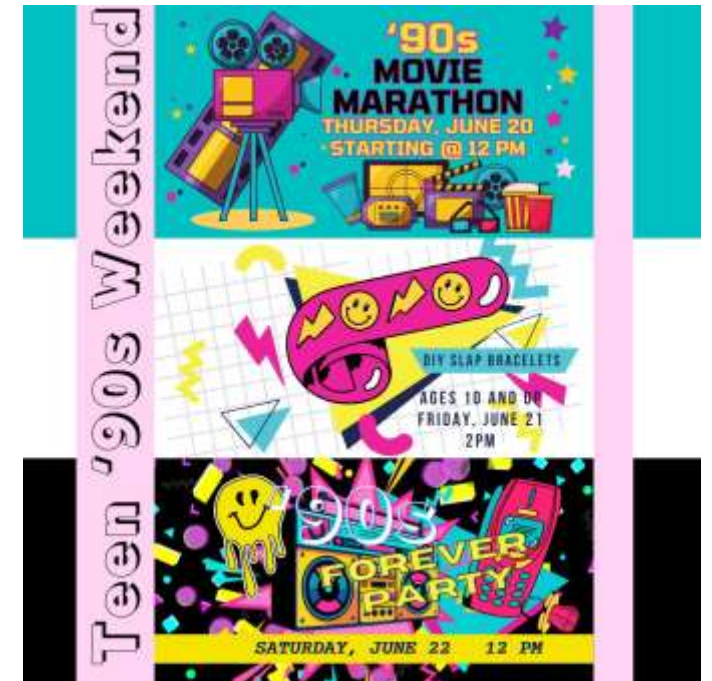 Teen '90s Weekend
'90s
MOVIE
MARATHON
THURSDAY, JUNE 20
STARTING @ 12 PM
DIY SLAP BRACELETS
AGES 10 AND UP
FRIDAY, JUNE 21
2PM
'90s
FOREVER
PARTY
SATURDAY, JUNE 22 12 PM